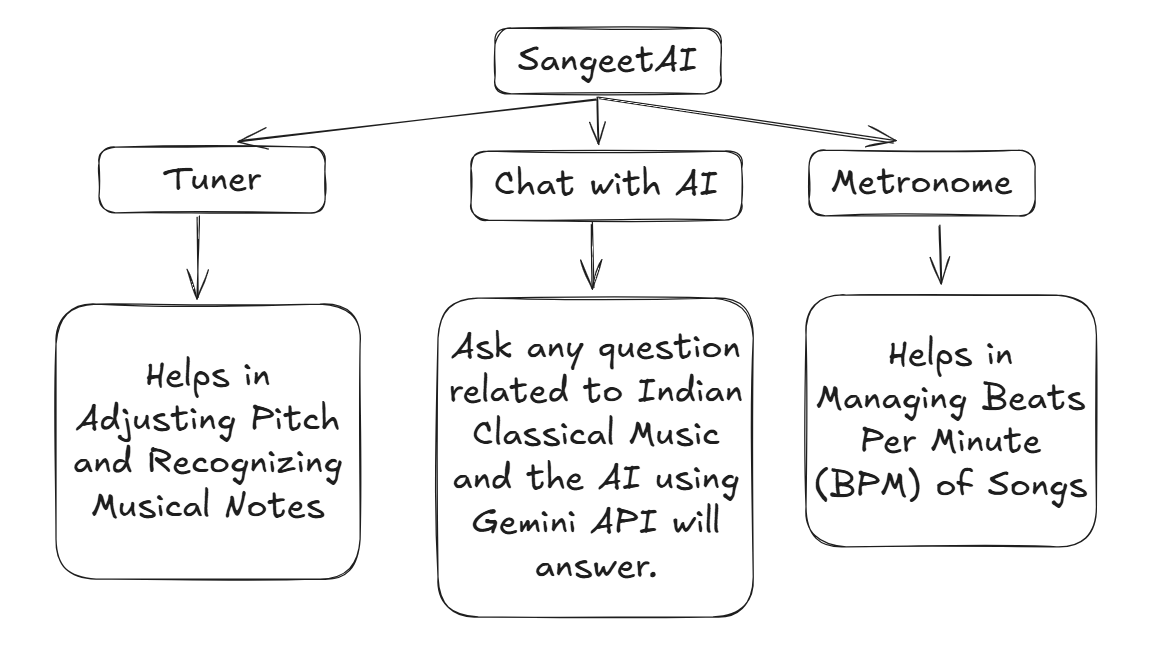 SangeetAI
Tuner
Chat with AI
Metronome
Helps in
Adjusting Pitch
and Recognizing
Musical Notes
Ask any question
related to Indian
Classical Music
and the AI using
Gemini API will
answer.
Helps in
Managing Beats
Per Minute
(BPM) of Songs